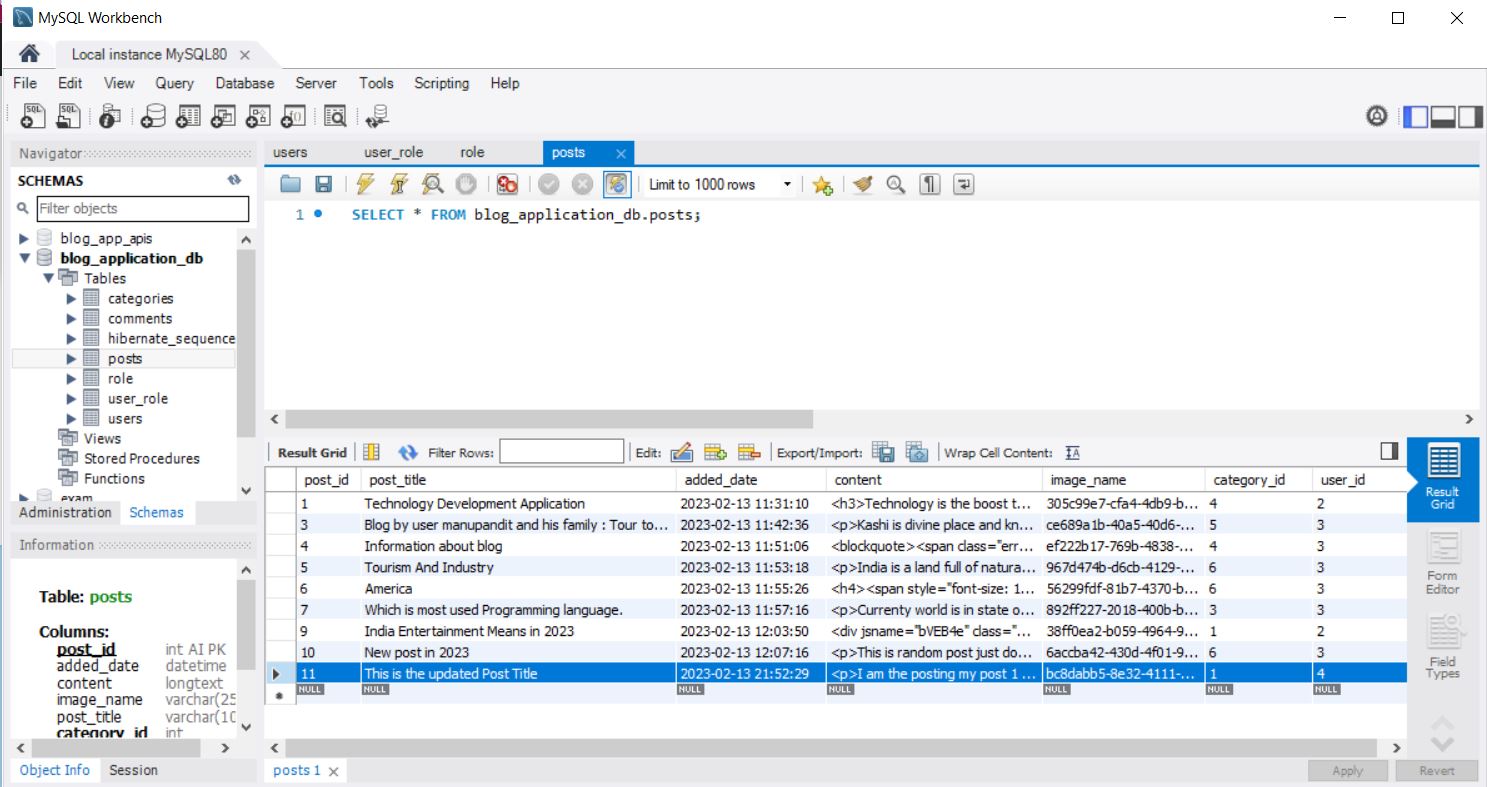 MySQL Workbench
Local instance MySQL80
File Edit View Query Database Server Tools Scripting Help
Navigator
SCHEMAS
Filter objects
blog_app_apis
blog_application_db
Tables
categories
comments
hibernate_sequence
posts
role
user_role
users
Views
Stored Procedures
Functions
exam
Administration Schemas
Information
Table: posts
Columns:
post_id int AI PK
added_date datetime
content longtext
image_name varchar(25
post_title varchar(10
category_id int
Object Info Session
users user_role role posts
Limit to 1000 rows
1 SELECT * FROM blog_application_db.posts;
Result Grid Filter Rows: Edit: Export/Import: Wrap Cell Content:
post_id post_title added_date content image_name category_id user_id
1 Technology Development Application 2023-02-13 11:31:10 <h3>Technology is the boost t... 305c99e7-cfa4-4db9-b... 4 2
3 Blog by user manupandit and his family : Tour to... 2023-02-13 11:42:36 <p>Kashi is divine place and kn... ce689a1b-40a5-40d6-... 5 3
4 Information about blog 2023-02-13 11:51:06 <blockquote><span class="err... ef222b17-769b-4838-... 4 3
5 Tourism And Industry 2023-02-13 11:53:18 <p>India is a land full of natura... 967d474b-d6cb-4129-... 6 3
6 America 2023-02-13 11:55:26 <h4><span style="font-size: 1... 56299fdf-81b7-4370-b... 6 3
7 Which is most used Programming language. 2023-02-13 11:57:16 <p>Currenty world is in state o... 892ff227-2018-400b-b... 3 3
9 India Entertainment Means in 2023 2023-02-13 12:03:50 <div jsname="bVEB4e" class="... 38ff0ea2-b059-4964-9... 1 2
10 New post in 2023 2023-02-13 12:07:16 <p>This is random post just do... 6accba42-430d-4f01-9... 6 3
11 This is the updated Post Title 2023-02-13 21:52:29 <p>I am the posting my post 1 ... bc8dabb5-8e32-4111-... 1 4
NULL NULL NULL NULL NULL NULL NULL
Result Grid
Form Editor
Field Types
posts 1
Apply Revert